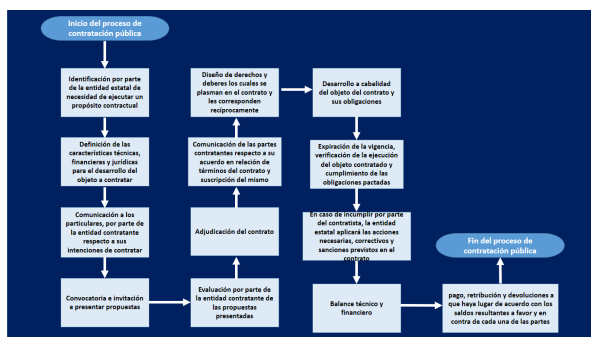 Inicio del proceso de
contratación pública
Identificación por parte
de la entidad estatal de
necesidad de ejecutar un
propósito contractual
Definición de las
características técnicas,
financieras y jurídicas
para el desarrollo del
objeto a contratar
Comunicación a los
particulares, por parte de
la entidad contratante
respecto a sus
intenciones de contratar
Convocatoria e invitación
a presentar propuestas
Evaluación por parte de
la entidad contratante de
las propuestas
presentadas
Adjudicación del contrato
Comunicación de las partes
contratantes respecto a su
acuerdo en relación de
términos del contrato y
suscripción del mismo
Diseño de derechos y
deberes los cuales se
plasman en el contrato y
les corresponden
recíprocamente
Desarrollo a cabalidad
del objeto del contrato y
sus obligaciones
Expiración de la vigencia,
verificación de la ejecución
del objeto contratado y
cumplimiento de las
obligaciones pactadas
En caso de incumplir por parte
del contratista, la entidad
estatal aplicará las acciones
necesarias, correctivos y
sanciones previstos en el
contrato
Balance técnico y
financiero
pago, retribución y devoluciones a
que haya lugar de acuerdo con los
saldos resultantes a favor y en
contra de cada una de las partes
Fin del proceso de
contratación pública